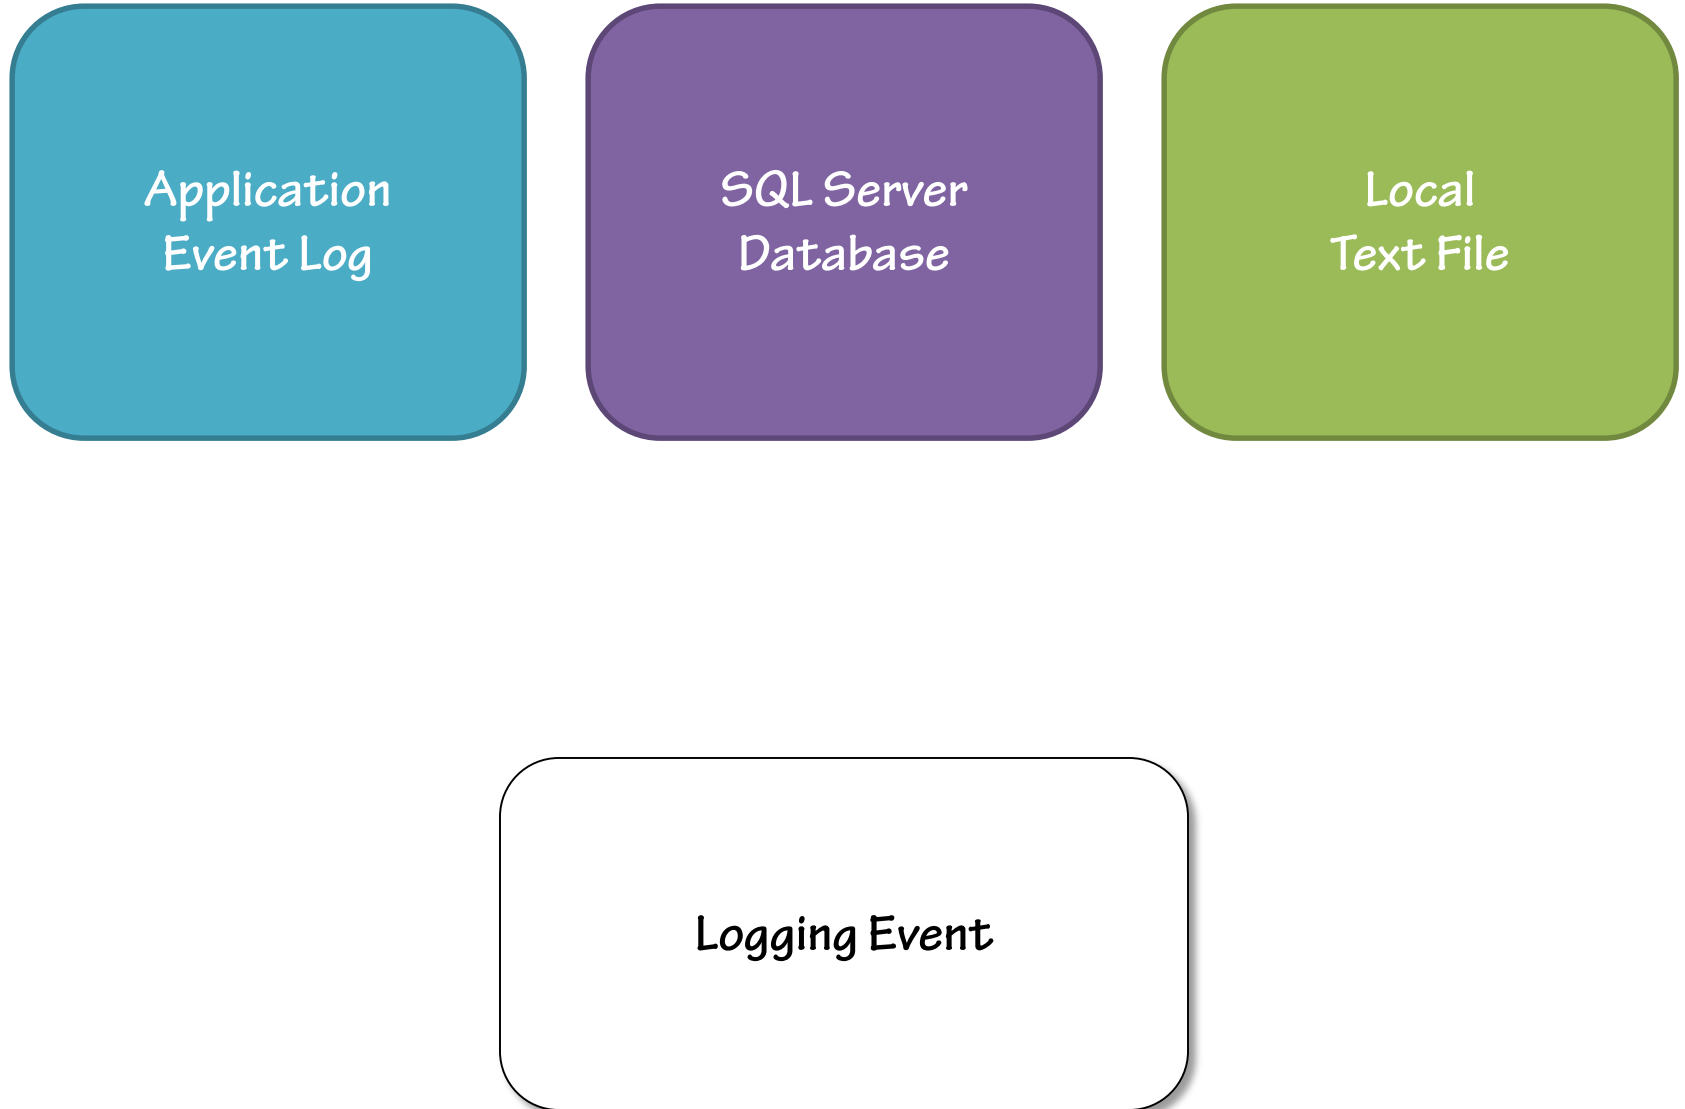 Application
Event Log
SQL Server
Database
Local
Text File
Logging Event